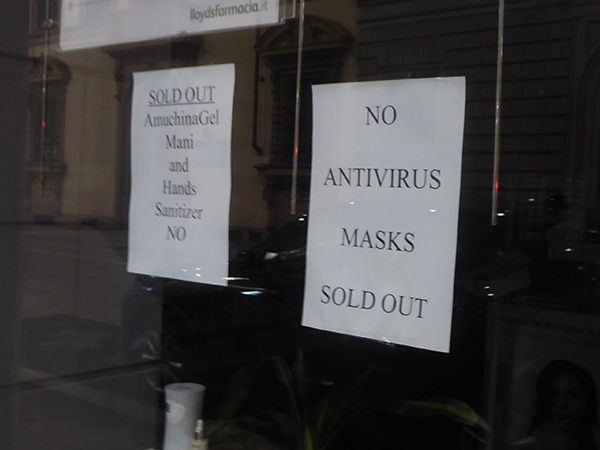 lloydsfarmacia.it
SOLD OUT
AmuchinaGel
Mani
and
Hands
Sanitizer
NO
NO
ANTIVIRUS
MASKS
SOLD OUT